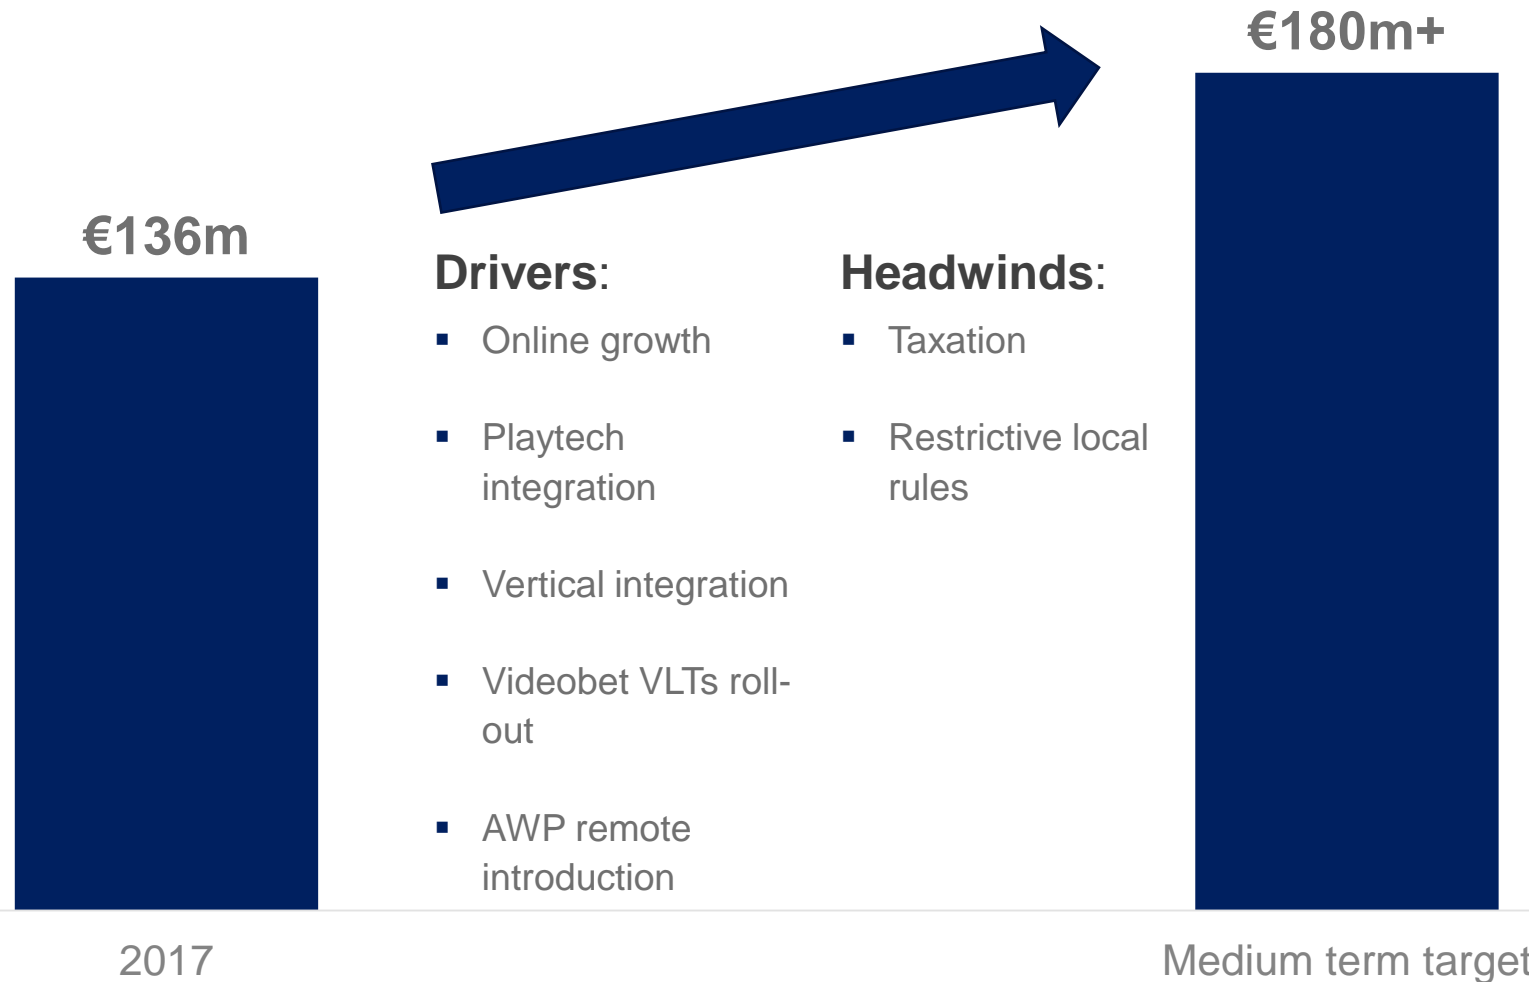 €180m+
€136m
Drivers:
▪ Online growth
▪ Playtech
integration
▪ Vertical integration
▪ Videobet VLTs roll-
out
▪ AWP remote
introduction
Headwinds:
▪ Taxation
▪ Restrictive local
rules
2017
Medium term target